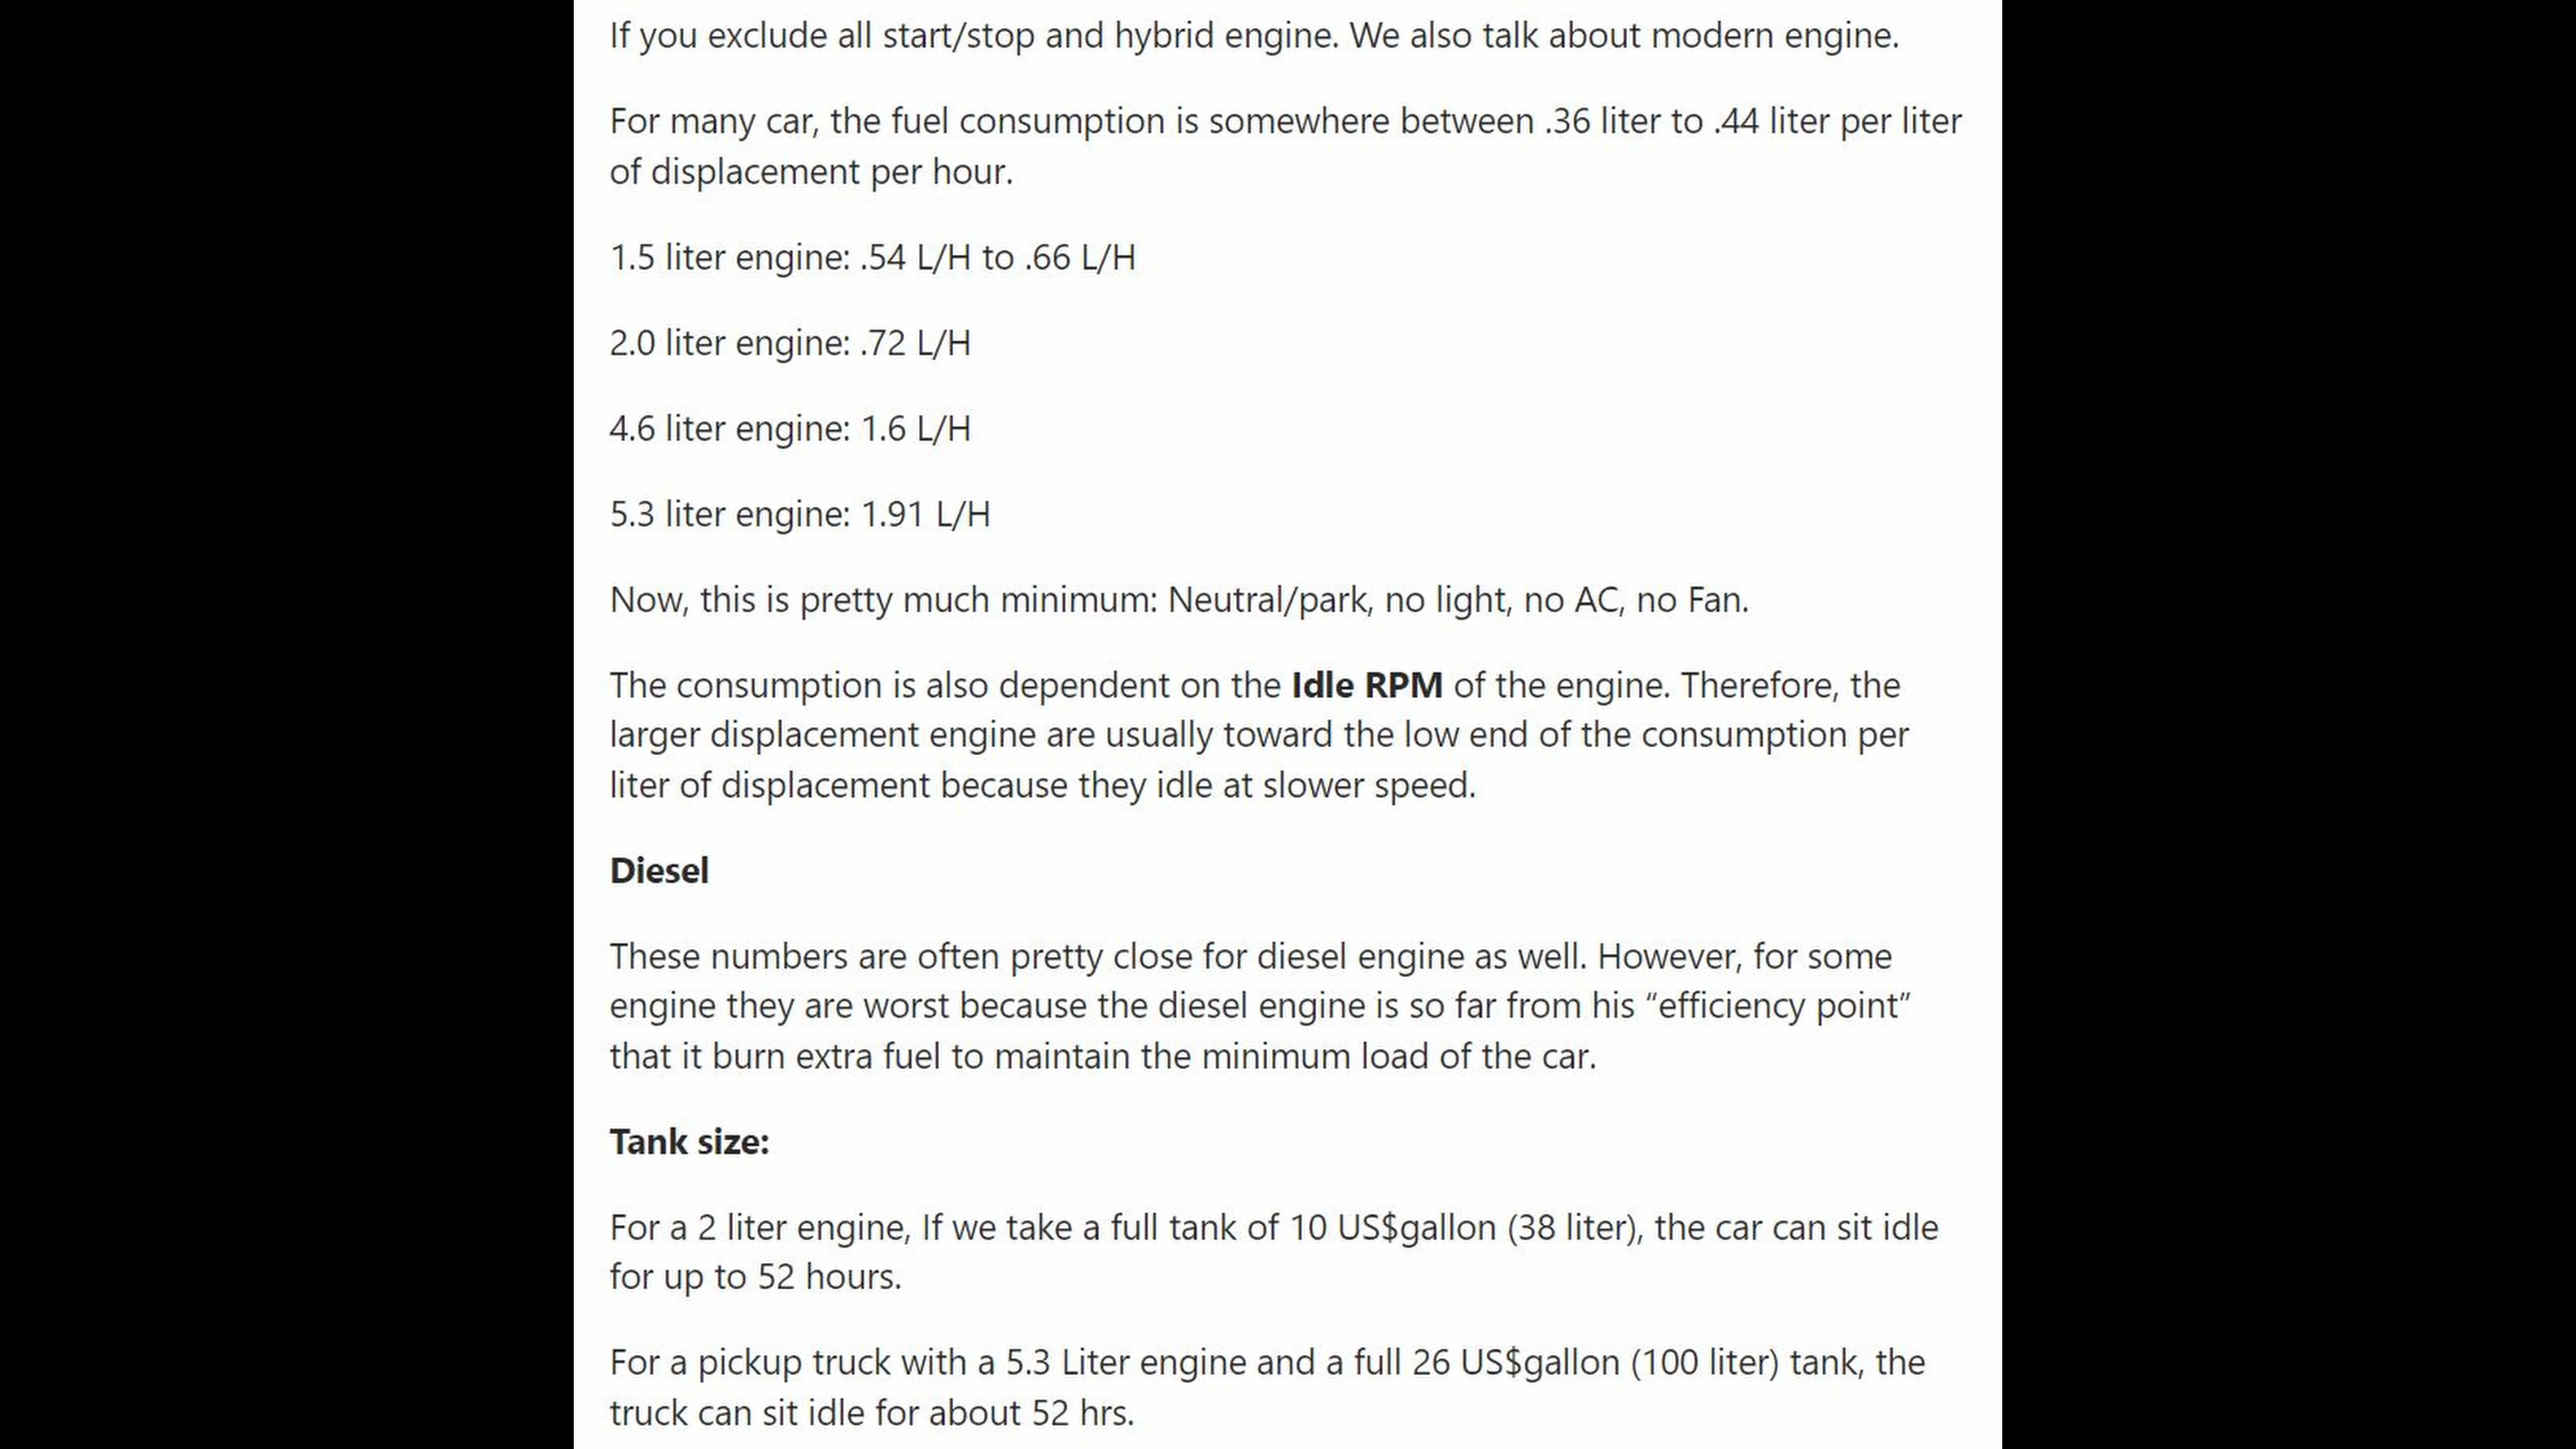 If you exclude all start/stop and hybrid engine. We also talk about modern engine.
For many car, the fuel consumption is somewhere between .36 liter to .44 liter per liter
of displacement per hour.
1.5 liter engine: .54 L/H to .66 L/H
2.0 liter engine: .72 L/H
4.6 liter engine: 1.6 L/H
5.3 liter engine: 1.91 L/H
Now, this is pretty much minimum: Neutral/park, no light, no AC, no Fan.
The consumption is also dependent on the Idle RPM of the engine. Therefore, the
larger displacement engine are usually toward the low end of the consumption per
liter of displacement because they idle at slower speed.
Diesel
These numbers are often pretty close for diesel engine as well. However, for some
engine they are worst because the diesel engine is so far from his “efficiency point”
that it burn extra fuel to maintain the minimum load of the car.
Tank size:
For a 2 liter engine, If we take a full tank of 10 US$gallon (38 liter), the car can sit idle
for up to 52 hours.
For a pickup truck with a 5.3 Liter engine and a full 26 US$gallon (100 liter) tank, the
truck can sit idle for about 52 hrs.